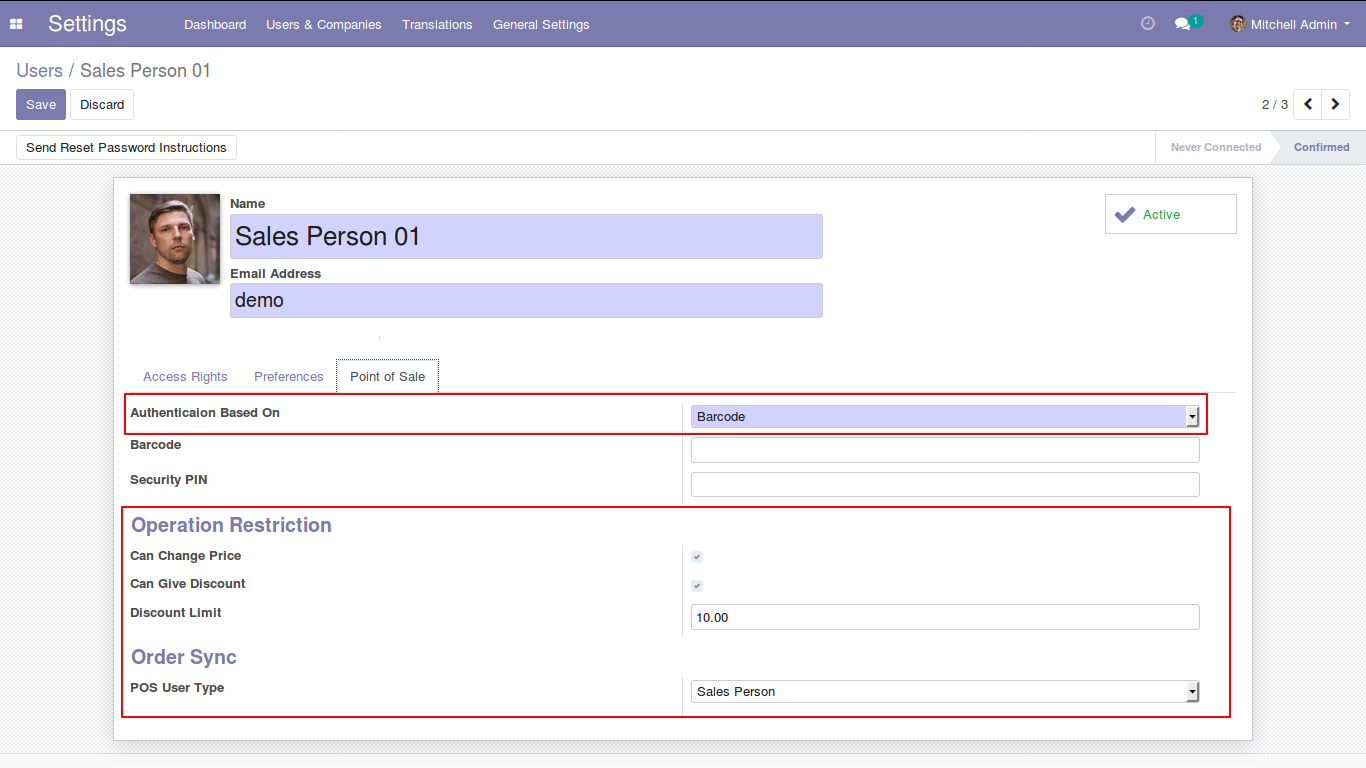 Settings Dashboard Users & Companies Translations General Settings 1 Mitchell Admin
Users / Sales Person 01
Save Discard 2 / 3
Send Reset Password Instructions Never Connected Confirmed
Name
Sales Person 01
Active
Email Address
demo
Access Rights Preferences Point of Sale
Authenticaion Based On Barcode
Barcode
Security PIN
Operation Restriction
Can Change Price
Can Give Discount
Discount Limit 10.00
Order Sync
POS User Type Sales Person